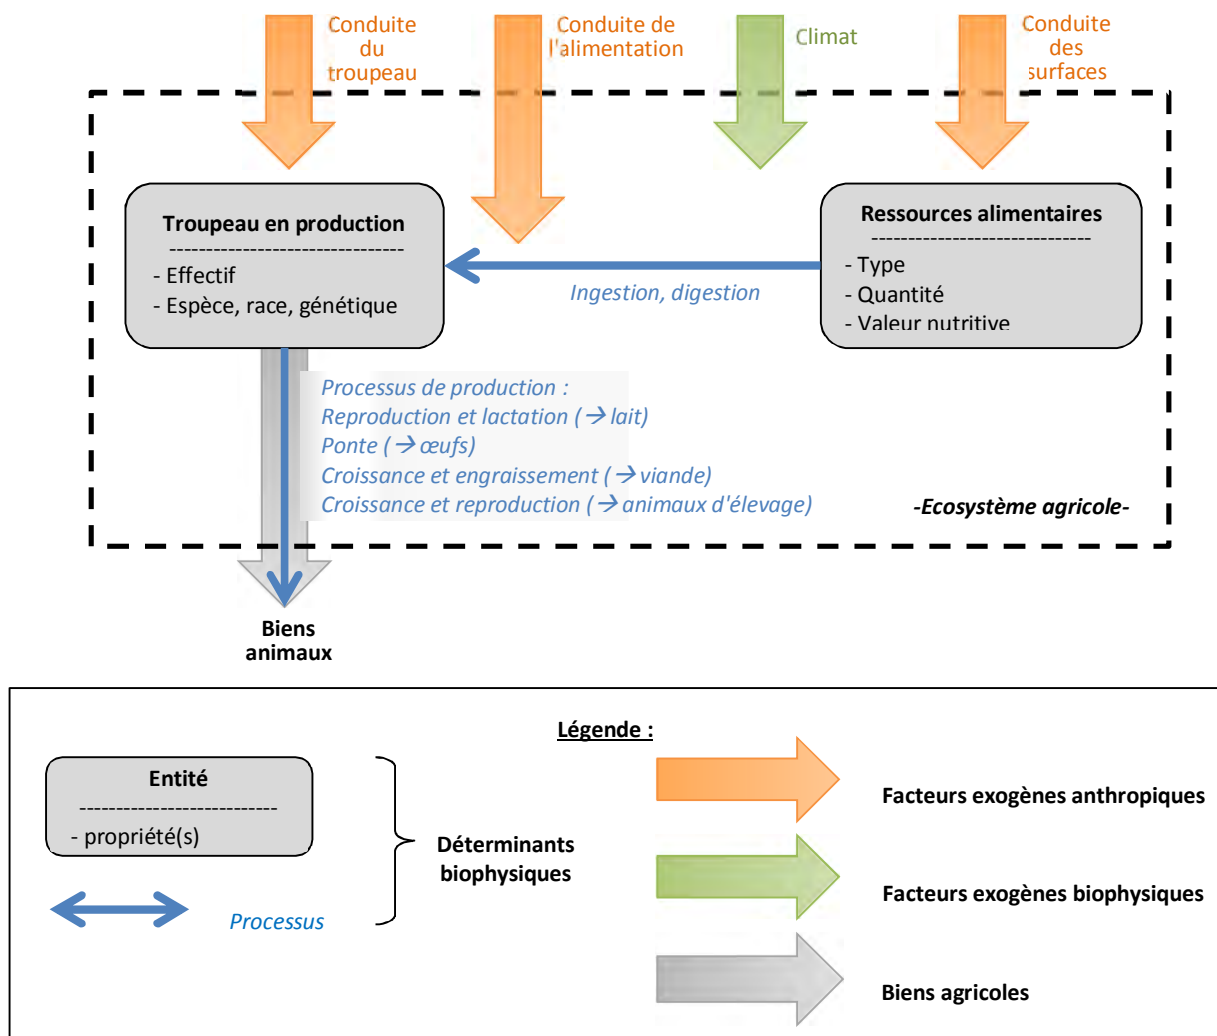 Conduite
du
troupeau
Conduite de
l'alimentation
Climat
Conduite
des
surfaces
Troupeau en production
--------------------------------
- Effectif
- Espèce, race, génétique
Ressources alimentaires
------------------------------
- Type
- Quantité
- Valeur nutritive
Ingestion, digestion
Processus de production :
Reproduction et lactation (→ lait)
Ponte (→ œufs)
Croissance et engraissement (→ viande)
Croissance et reproduction (→ animaux d'élevage)
-Ecosystème agricole-
Biens
animaux
Légende :
Entité
---------------------------
- propriété(s)
Processus
Déterminants
biophysiques
Facteurs exogènes anthropiques
Facteurs exogènes biophysiques
Biens agricoles